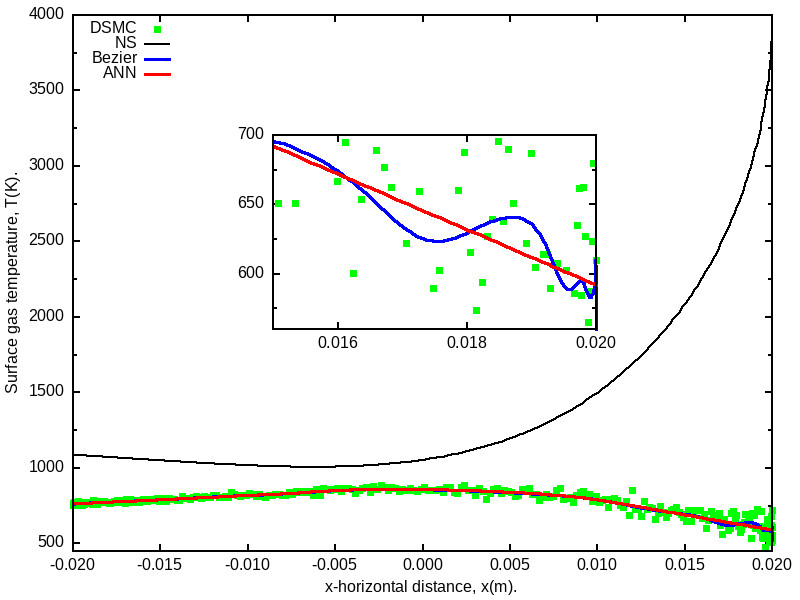 4000
3500
3000
2500
2000
1500
1000
500
Surface gas temperature, T(K).
DSMC
NS
Bezier
ANN
700
650
600
0.016 0.018 0.020
-0.020 -0.015 -0.010 -0.005 0.000 0.005 0.010 0.015 0.020
x-horizontal distance, x(m).